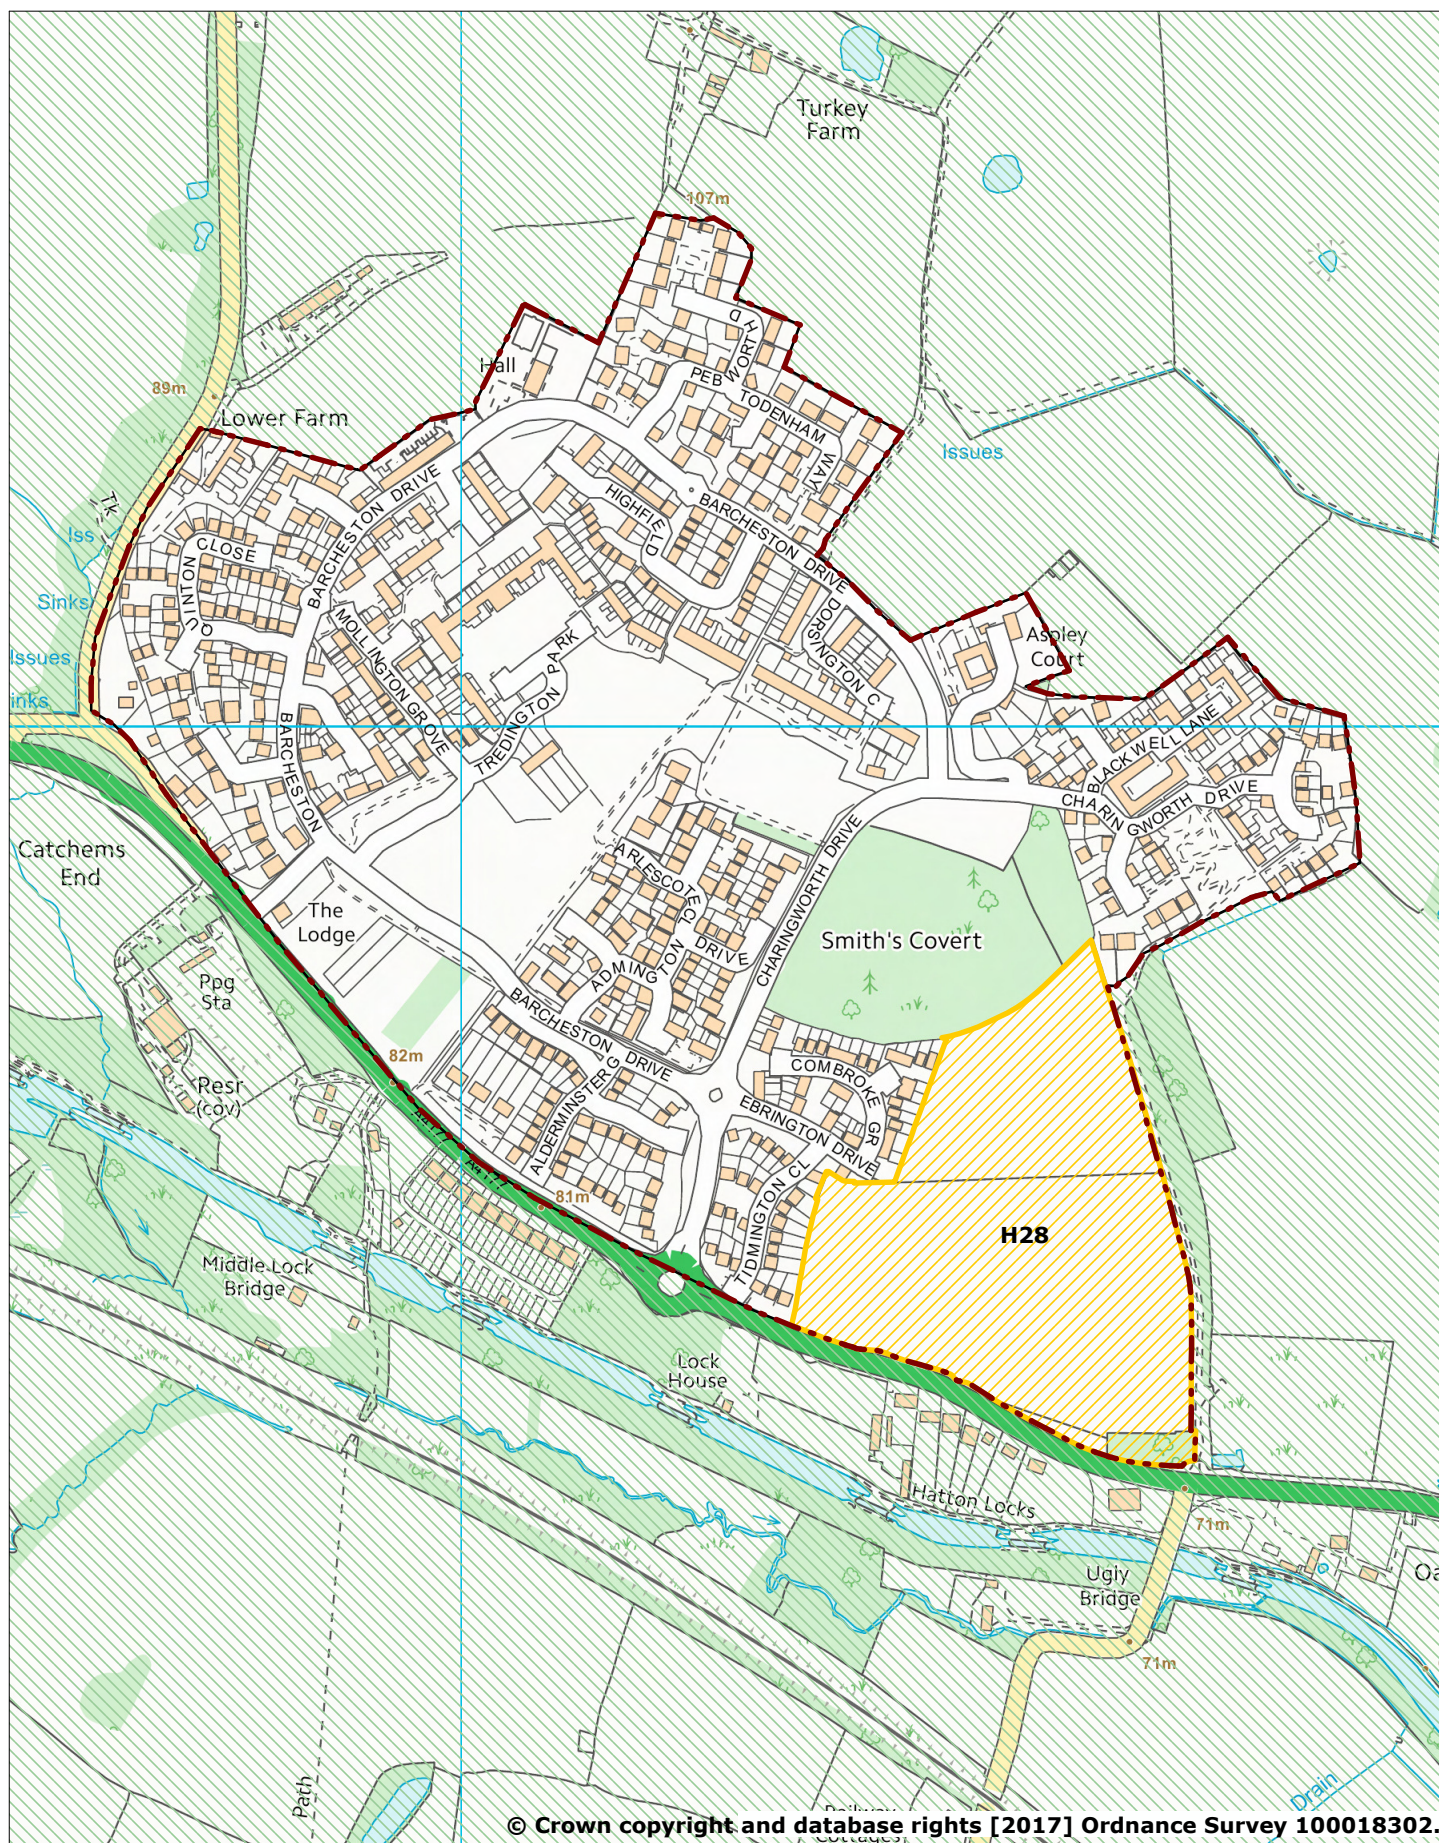 Turkey
Farm
107m
Hall
89m
Lower Farm
PEBWORTH D
TODENHAM WAY
Issues
Tk
BARCHESTON DRIVE
HIGHFIELD
BARCHESTON DRIVE
Iss
QUINTON CLOSE
Sinks
MOLLINGTON GROVE
DORSINGTON C
Aspley
Court
TREDINGTON PARK
Issues
inks
BARCHESTON
BLACKWELL LANE
CHARINGWORTH DRIVE
Catchems
End
ARLESCOTE CL
CHARINGWORTH DRIVE
The
Lodge
Smith's Covert
ADMINGTON DRIVE
Ppg
Sta
BARCHESTON DRIVE
82m
COMBROKE GR
Resr
(cov)
A4177
ALDERMINSTER G
EBRINGTON DRIVE
A4177
81m
TIDMINGTON CL
H28
Middle Lock
Bridge
Lock
House
Hatton Locks
71m
Ugly
Bridge
Oa
71m
Path
Drain
Railway
Cottages
© Crown copyright and database rights [2017] Ordnance Survey 100018302.